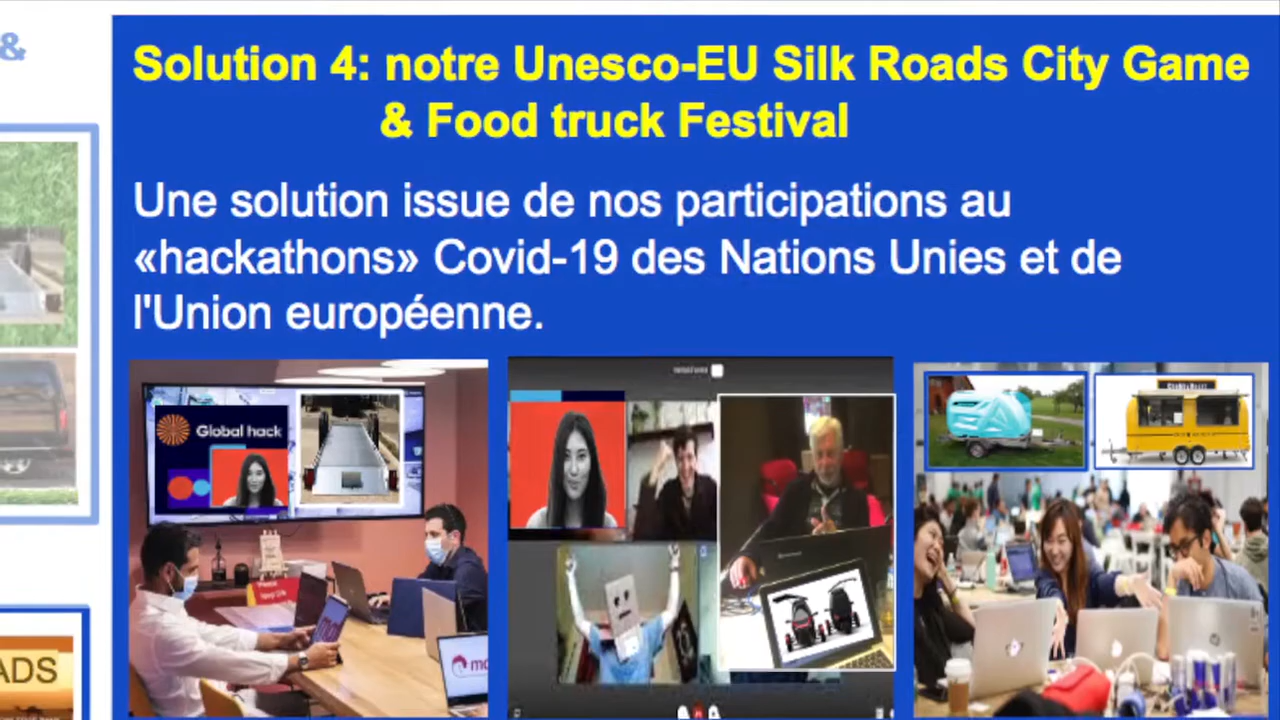 &
Solution 4: notre Unesco-EU Silk Roads City Game
& Food truck Festival
Une solution issue de nos participations au
«hackathons» Covid-19 des Nations Unies et de
l'Union européenne.
Global hack
ADS